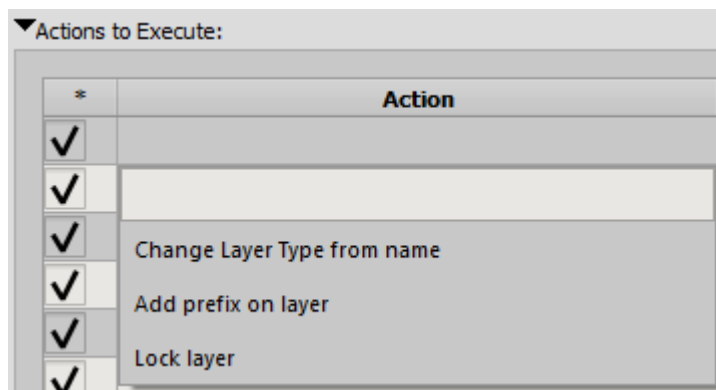 Actions to Execute:
* Action
Change Layer Type from name
Add prefix on layer
Lock layer